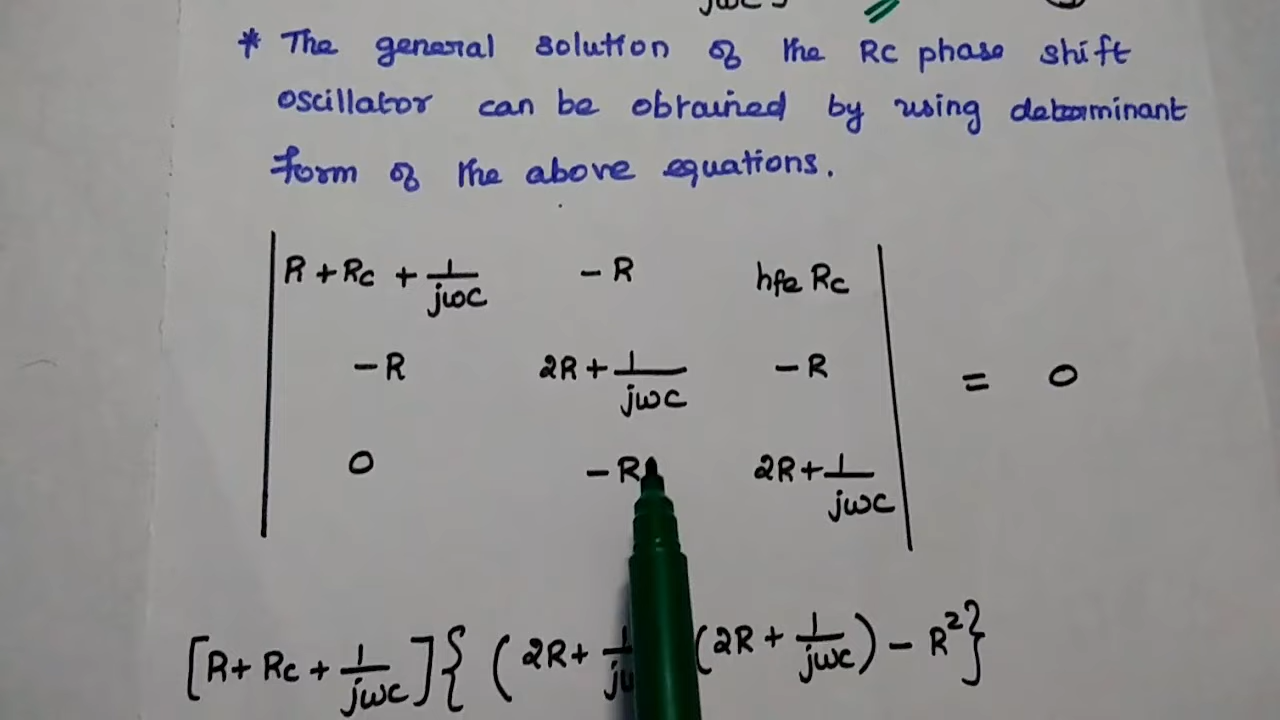 jωC
* The general solution of the RC phase shift
oscillator can be obtained by using determinant
form of the above equations.
R + Rc + 1/jωC   - R   hfe Rc
- R   2R + 1/jωC   - R   = 0
0   - R   2R + 1/jωC
[R + Rc + 1/jωC] { (2R + (2R + 1/jωC) - R²}